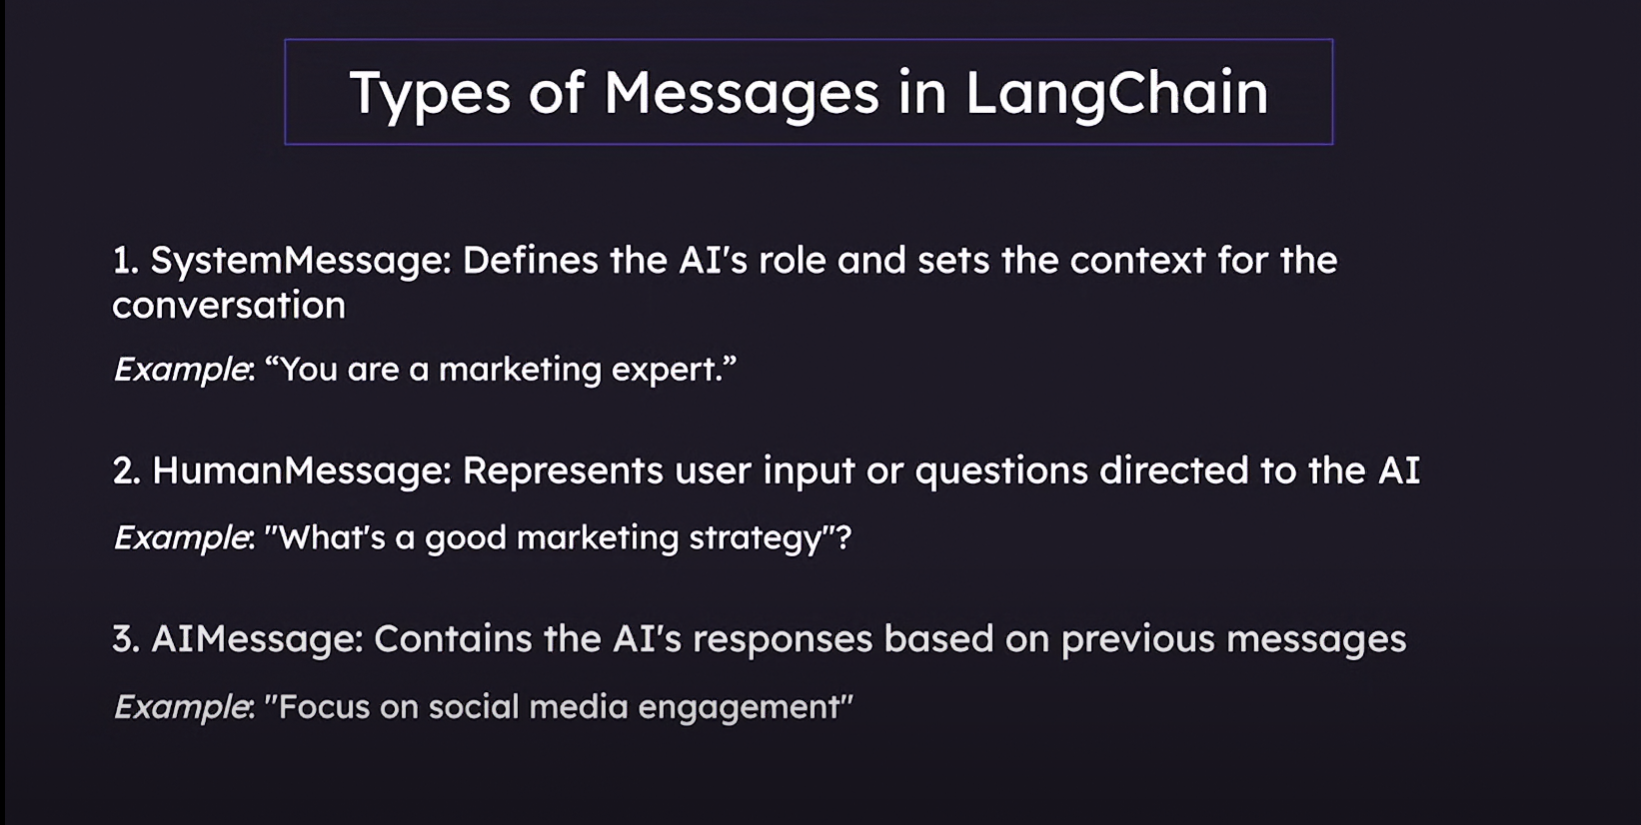 Types of Messages in LangChain
1. SystemMessage: Defines the AI's role and sets the context for the
conversation
Example: “You are a marketing expert.”
2. HumanMessage: Represents user input or questions directed to the AI
Example: "What's a good marketing strategy"?
3. AIMessage: Contains the AI's responses based on previous messages
Example: "Focus on social media engagement"